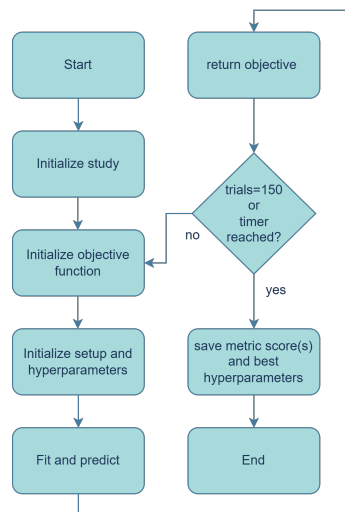 Start
Initialize study
Initialize objective
function
Initialize setup and
hyperparameters
Fit and predict
return objective
trials=150
or
timer
reached?
no
yes
save metric score(s)
and best
hyperparameters
End